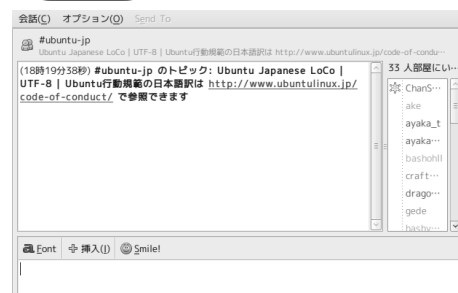 会話(C) オプション(O) Send To
#ubuntu-jp
Ubuntu Japanese LoCo | UTF-8 | Ubuntu行動規範の日本語訳は http://www.ubuntulinux.jp/code-of-condu…
(18時19分38秒) #ubuntu-jp のトピック: Ubuntu Japanese LoCo |
UTF-8 | Ubuntu行動規範の日本語訳は http://www.ubuntulinux.jp/
code-of-conduct/ で参照できます
33 人部屋にい…
ChanS…
ake
ayaka_t
ayaka…
bashohll
craft…
drago…
gede
Font 挿入(I) Smile!